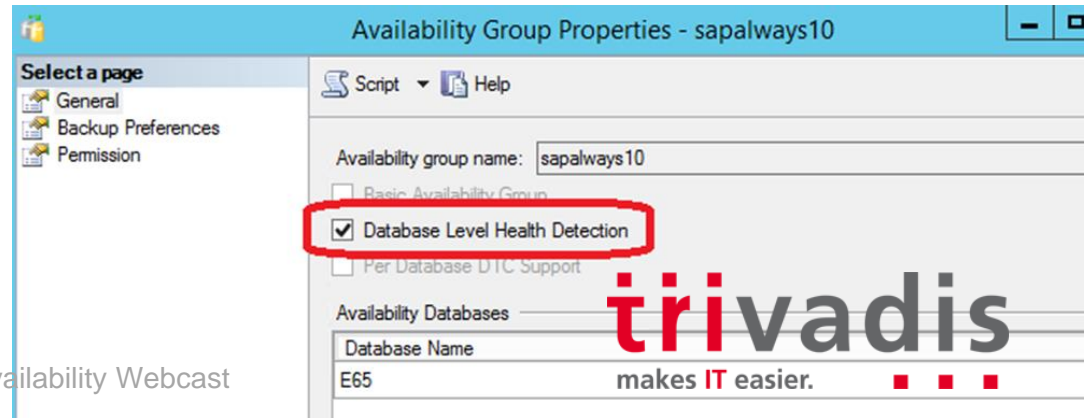 Availability Group Properties - sapalways10
Select a page
General
Backup Preferences
Permission
Script
Help
Availability group name: sapalways10
Basic Availability Group
Database Level Health Detection
Per Database DTC Support
Availability Databases
Database Name
E65
trivadis
makes IT easier.
vailability Webcast